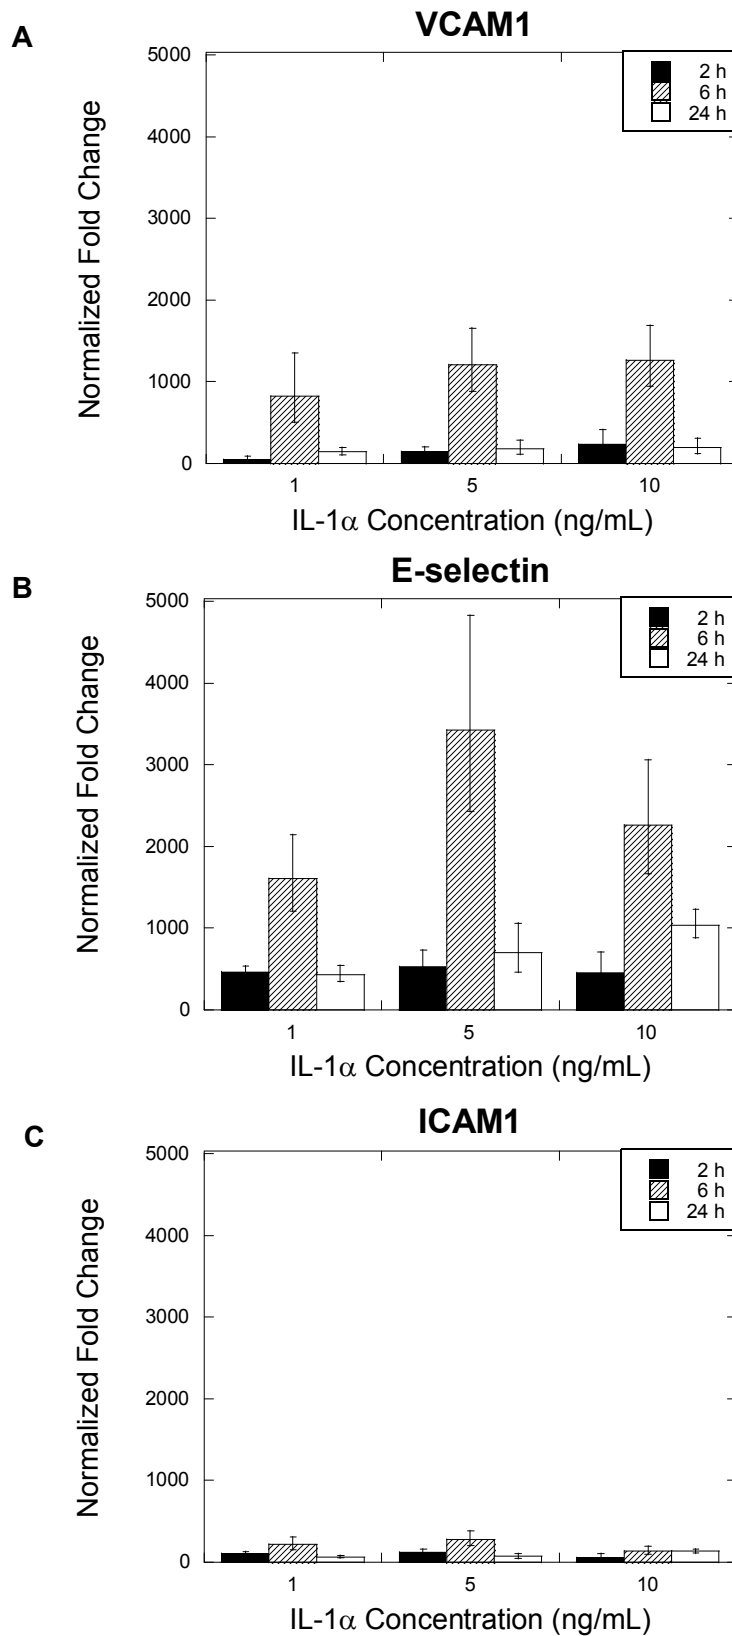 A
VCAM1
Normalized Fold Change
5000
4000
3000
2000
1000
0
2 h
6 h
24 h
1 5 10
IL-1α Concentration (ng/mL)
B
E-selectin
Normalized Fold Change
5000
4000
3000
2000
1000
0
2 h
6 h
24 h
1 5 10
IL-1α Concentration (ng/mL)
C
ICAM1
Normalized Fold Change
5000
4000
3000
2000
1000
0
2 h
6 h
24 h
1 5 10
IL-1α Concentration (ng/mL)